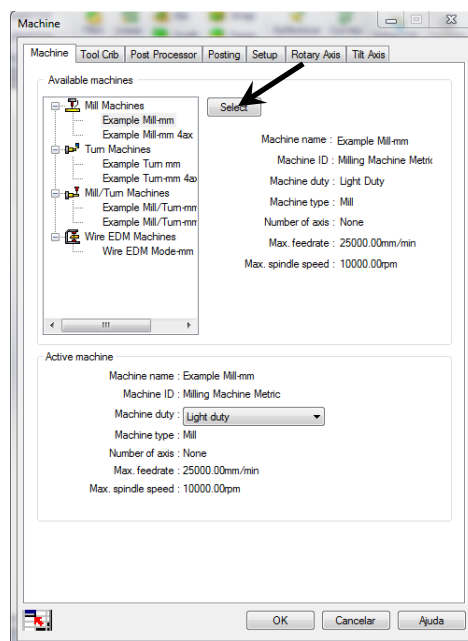 Machine
Machine Tool Crib Post Processor Posting Setup Rotary Axis Tilt Axis
Available machines
Mill Machines
Example Mill-mm
Example Mill-mm 4ax
Turn Machines
Example Turn mm
Example Turn-mm 4ax
Mill/Turn Machines
Example Mill/Turn-mm
Example Mill/Turn-mm
Wire EDM Machines
Wire EDM Mode-mm
Select
Machine name : Example Mill-mm
Machine ID : Milling Machine Metric
Machine duty : Light Duty
Machine type : Mill
Number of axis : None
Max. feedrate : 25000.00mm/min
Max. spindle speed : 10000.00rpm
Active machine
Machine name : Example Mill-mm
Machine ID : Milling Machine Metric
Machine duty : Light duty
Machine type : Mill
Number of axis : None
Max. feedrate : 25000.00mm/min
Max. spindle speed : 10000.00rpm
OK Cancelar Ajuda